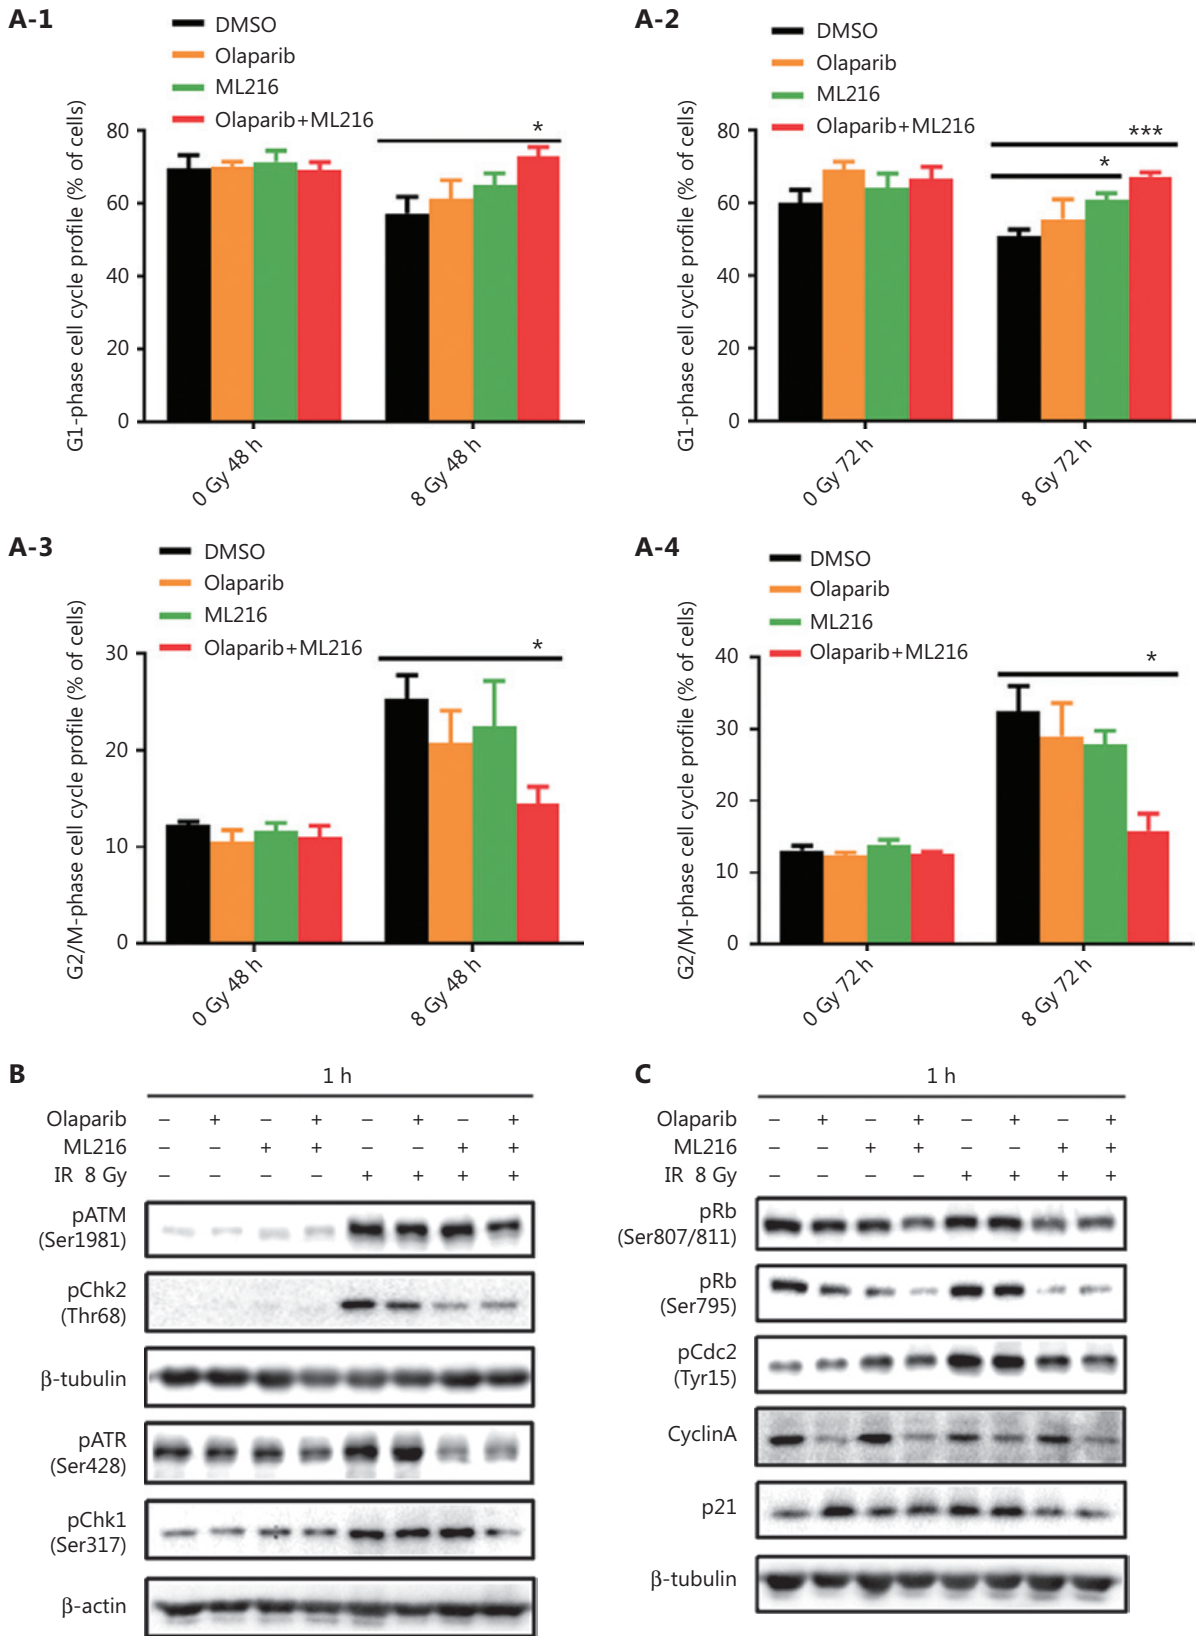 A-1
DMSO
Olaparib
ML216
Olaparib+ML216
G1-phase cell cycle profile (% of cells)
80
60
40
20
0
*
0 Gy 48 h
8 Gy 48 h
A-2
DMSO
Olaparib
ML216
Olaparib+ML216
G1-phase cell cycle profile (% of cells)
80
60
40
20
0
***
*
0 Gy 72 h
8 Gy 72 h
A-3
DMSO
Olaparib
ML216
Olaparib+ML216
G2/M-phase cell cycle profile (% of cells)
30
20
10
0
*
0 Gy 48 h
8 Gy 48 h
A-4
DMSO
Olaparib
ML216
Olaparib+ML216
G2/M-phase cell cycle profile (% of cells)
40
30
20
10
0
*
0 Gy 72 h
8 Gy 72 h
B
1 h
Olaparib – + – + – + – +
ML216 – – + + – – + +
IR 8 Gy – – – – + + + +
pATM
(Ser1981)
pChk2
(Thr68)
β-tubulin
pATR
(Ser428)
pChk1
(Ser317)
β-actin
C
1 h
Olaparib – + – + – + – +
ML216 – – + + – – + +
IR 8 Gy – – – – + + + +
pRb
(Ser807/811)
pRb
(Ser795)
pCdc2
(Tyr15)
CyclinA
p21
β-tubulin